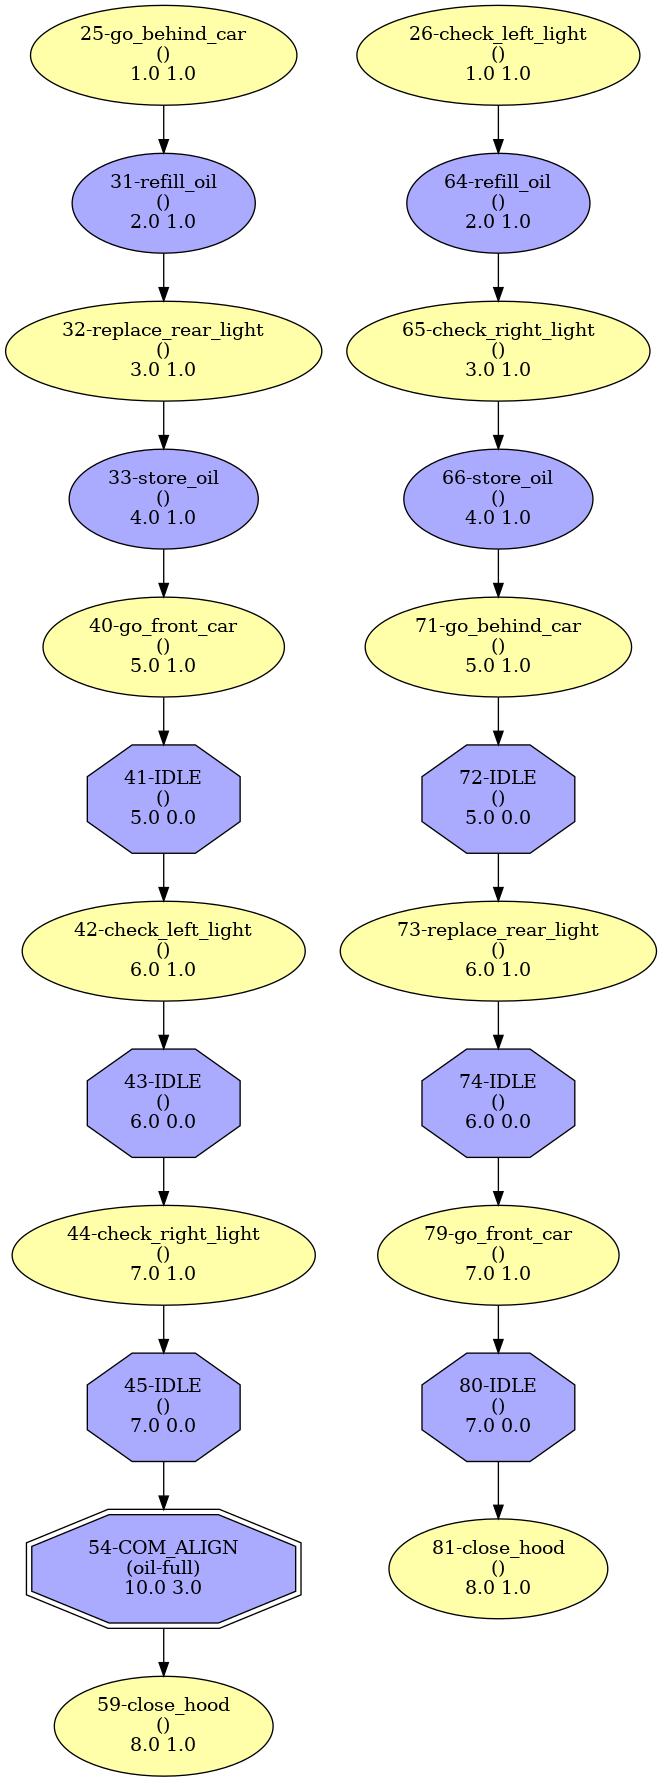 25-go_behind_car
()
1.0 1.0
31-refill_oil
()
2.0 1.0
32-replace_rear_light
()
3.0 1.0
33-store_oil
()
4.0 1.0
40-go_front_car
()
5.0 1.0
41-IDLE
()
5.0 0.0
42-check_left_light
()
6.0 1.0
43-IDLE
()
6.0 0.0
44-check_right_light
()
7.0 1.0
45-IDLE
()
7.0 0.0
54-COM_ALIGN
(oil-full)
10.0 3.0
59-close_hood
()
8.0 1.0
26-check_left_light
()
1.0 1.0
64-refill_oil
()
2.0 1.0
65-check_right_light
()
3.0 1.0
66-store_oil
()
4.0 1.0
71-go_behind_car
()
5.0 1.0
72-IDLE
()
5.0 0.0
73-replace_rear_light
()
6.0 1.0
74-IDLE
()
6.0 0.0
79-go_front_car
()
7.0 1.0
80-IDLE
()
7.0 0.0
81-close_hood
()
8.0 1.0